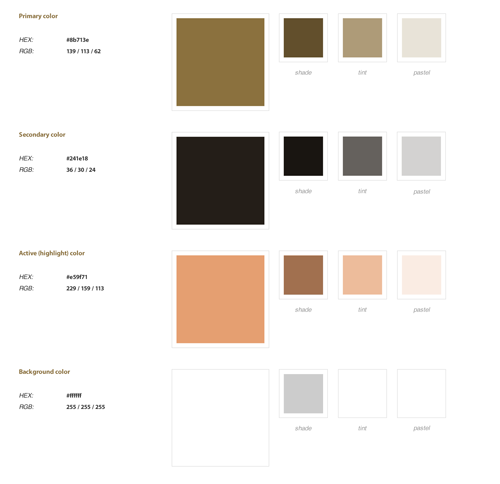 Primary color
HEX: #8b713e
RGB: 139 / 113 / 62
shade tint pastel
Secondary color
HEX: #241e18
RGB: 36 / 30 / 24
shade tint pastel
Active (highlight) color
HEX: #e59f71
RGB: 229 / 159 / 113
shade tint pastel
Background color
HEX: #ffffff
RGB: 255 / 255 / 255
shade tint pastel